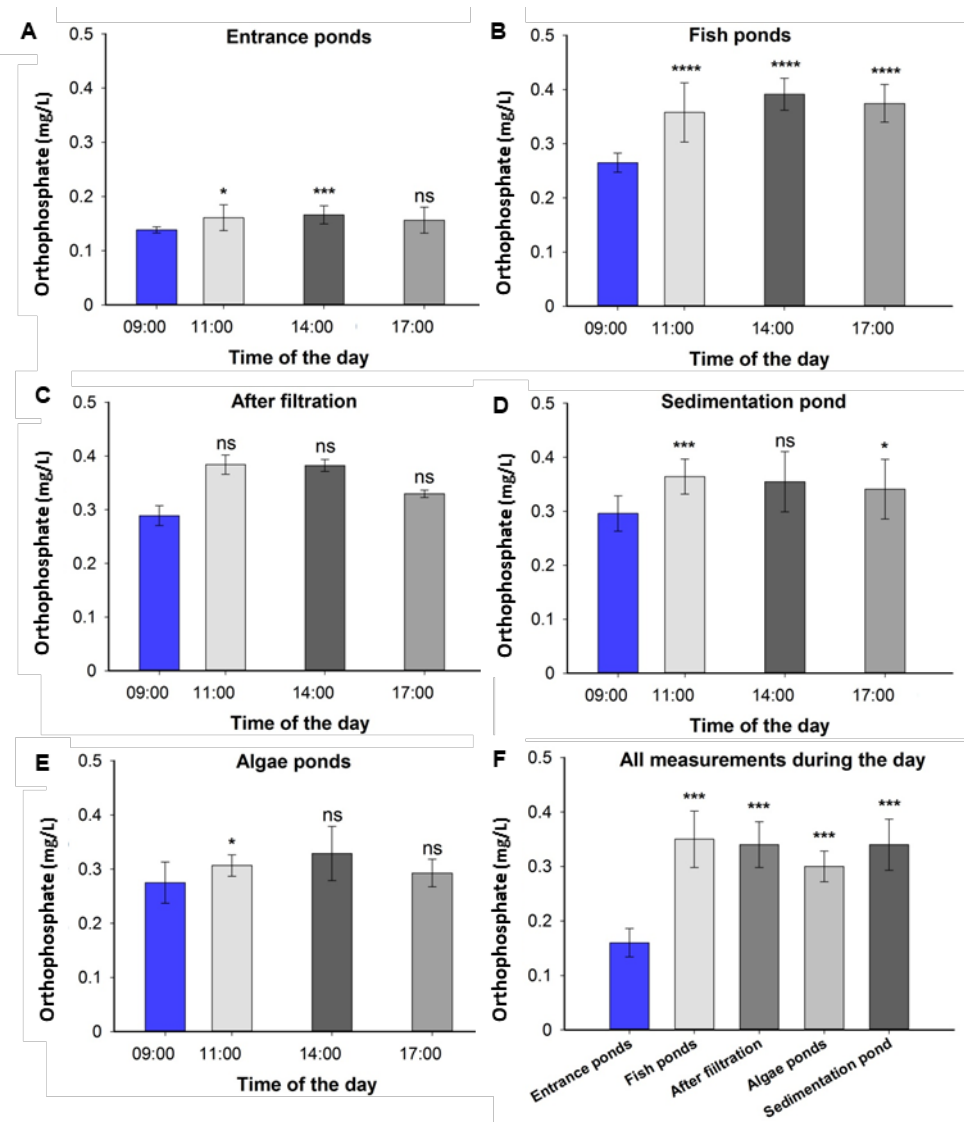 A
Entrance ponds
Orthophosphate (mg/L)
0.5
0.4
0.3
0.2
0.1
0
*
***
ns
09:00 11:00 14:00 17:00
Time of the day
B
Fish ponds
Orthophosphate (mg/L)
0.5
0.4
0.3
0.2
0.1
0
****
****
****
09:00 11:00 14:00 17:00
Time of the day
C
After filtration
Orthophosphate (mg/L)
0.5
0.4
0.3
0.2
0.1
0
ns
ns
ns
09:00 11:00 14:00 17:00
Time of the day
D
Sedimentation pond
Orthophosphate (mg/L)
0.5
0.4
0.3
0.2
0.1
0
***
ns
*
09:00 11:00 14:00 17:00
Time of the day
E
Algae ponds
Orthophosphate (mg/L)
0.5
0.4
0.3
0.2
0.1
0
*
ns
ns
09:00 11:00 14:00 17:00
Time of the day
F
All measurements during the day
Orthophosphate (mg/L)
0.5
0.4
0.3
0.2
0.1
0
***
***
***
***
Entrance ponds
Fish ponds
After fiiltration
Algae ponds
Sedimentation pond